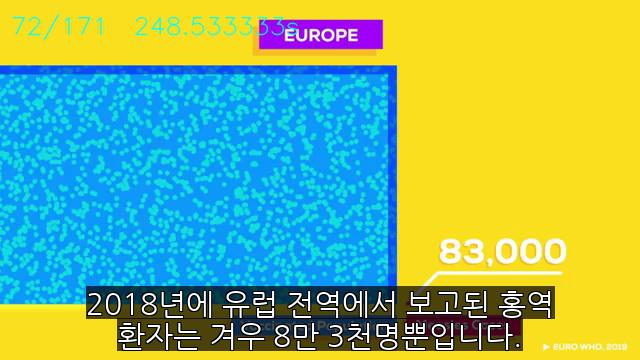 72/171 248.533333s
EUROPE
83,000
2018년에 유럽 전역에서 보고된 홍역
환자는 겨우 8만 3천명뿐입니다.
▶ EURO WHO, 2019